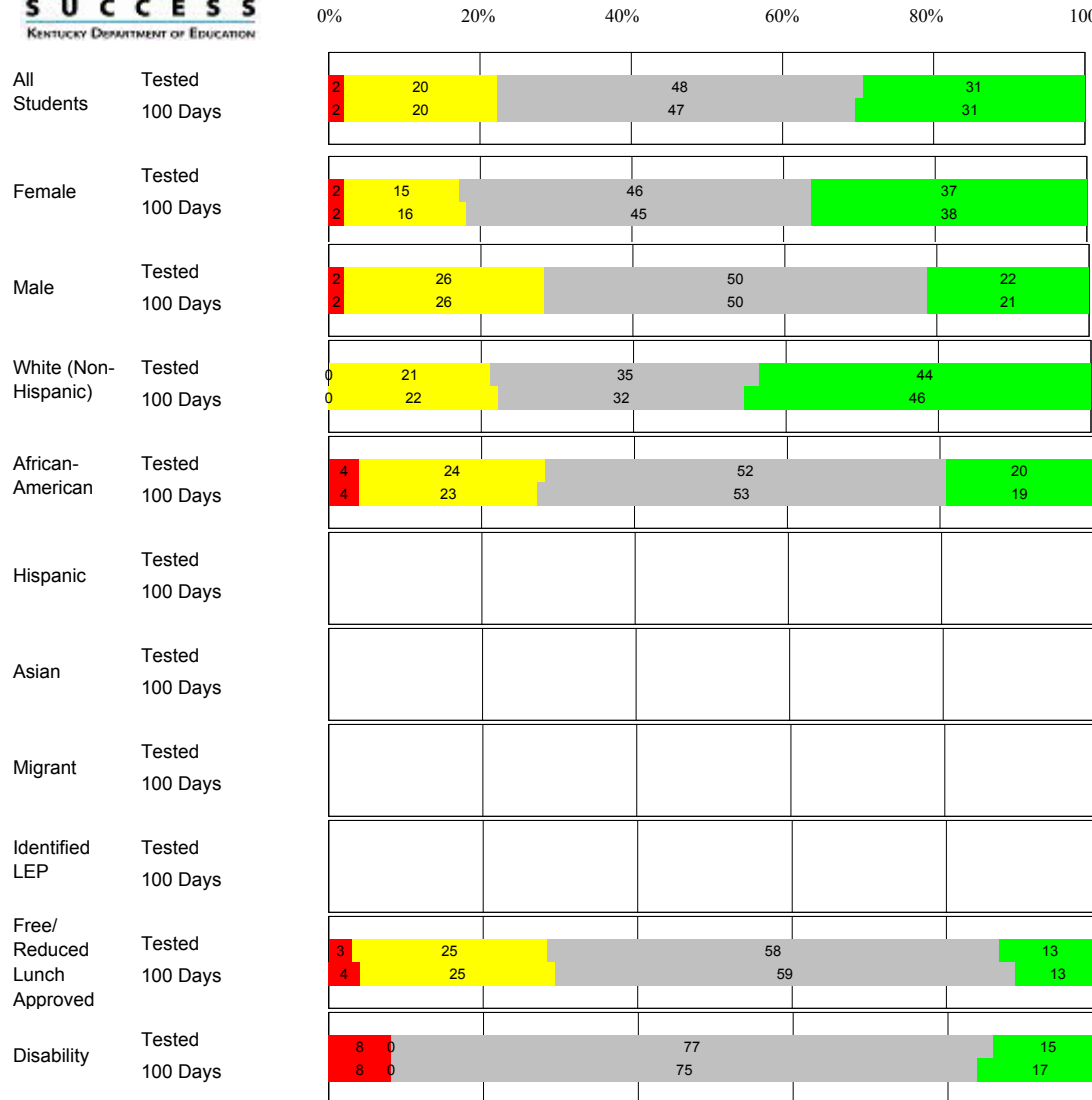 SUCCESS
KENTUCKY DEPARTMENT OF EDUCATION
0% 20% 40% 60% 80%
All Students
Tested 2 20 48 31
100 Days 2 20 47 31
Female
Tested 2 15 46 37
100 Days 2 16 45 38
Male
Tested 2 26 50 22
100 Days 2 26 50 21
White (Non-
Hispanic)
Tested 0 21 35 44
100 Days 0 22 32 46
African-
American
Tested 4 24 52 20
100 Days 4 23 53 19
Hispanic
Tested
100 Days
Asian
Tested
100 Days
Migrant
Tested
100 Days
Identified
LEP
Tested
100 Days
Free/
Reduced
Lunch
Approved
Tested 3 25 58 13
100 Days 4 25 59 13
Disability
Tested 8 0 77 15
100 Days 8 0 75 17